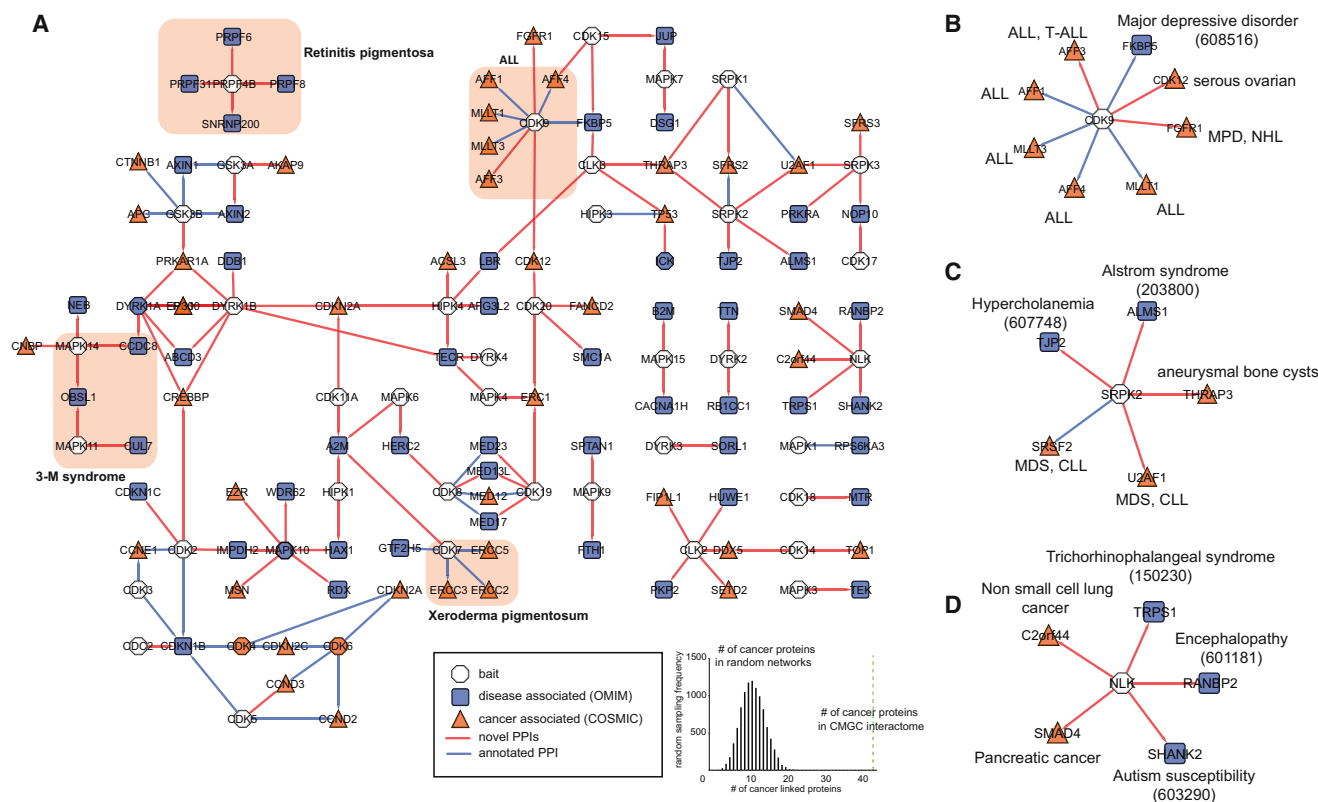 A
PRPF6
Retinitis pigmentosa
PRPF31
PRPF4B
PRPF8
SNRNP200
FGFR1
CDK15
JUP
ALL
AFF1
AFF4
MAPK7
SRPK1
MLLT1
CDK9
FKBP5
DSG1
SFRS3
MLLT3
AFF3
CLK3
THRAP3
SFRS2
U2AF1
SRPK3
CTNNB1
AXIN1
GSK3A
AKAP9
APC
GSK3B
AXIN2
HIPK3
TP53
SRPK2
PRKRA
NOP10
PRKAR1A
DDB1
ACSL3
LBR
CDK12
ICK
TJP2
ALMS1
CDK17
NEB
DYRK1A
EP300
DYRK1B
CDKN2A
HIPK4
AFG3L2
CDK20
FANCD2
B2M
TTN
SMAD4
RANBP2
CNBP
MAPK14
CCDC8
ABCD3
TECR
DYRK4
SMC1A
MAPK15
DYRK2
C2orf44
NLK
OBSL1
CREBBP
CDK11A
MAPK6
MAPK4
ERC1
CACNA1H
RB1CC1
TRPS1
SHANK2
MAPK11
CUL7
A2M
HERC2
MED23
SPTAN1
DYRK3
SORL1
MAPK1
RPS6KA3
3-M syndrome
MED13L
CDKN1C
EZR
WDR62
HIPK1
CDK8
MED12
CDK19
MAPK9
FIP1L1
HUWE1
CDK18
MTR
MED17
CCNE1
CDK2
IMPDH2
MAPK10
HAX1
GTF2H5
CDK7
ERCC5
FTH1
CLK2
DDX5
CDK14
TOP1
CDK3
MSN
RDX
CDKN2A
ERCC3
ERCC2
PKP2
SETD2
MAPK3
TEK
Xeroderma pigmentosum
CDC2
CDKN1B
CDK4
CDKN2C
CDK6
CCND3
CDK5
CCND2
bait
disease associated (OMIM)
cancer associated (COSMIC)
novel PPIs
annotated PPI
random sampling frequency
1500
1000
500
# of cancer proteins
in random networks
# of cancer proteins
in CMGC interactome
0
10
20
30
40
# of cancer linked proteins
B
Major depressive disorder
(608516)
ALL, T-ALL
AFF3
FKBP5
CDK12
serous ovarian
ALL
AFF1
CDK9
FGFR1
MPD, NHL
MLLT3
ALL
AFF4
MLLT1
ALL
ALL
C
Alstrom syndrome
(203800)
ALMS1
Hypercholanemia
(607748)
TJP2
aneurysmal bone cysts
SRPK2
THRAP3
SRSF2
MDS, CLL
U2AF1
MDS, CLL
D
Trichorhinophalangeal syndrome
(150230)
Non small cell lung
cancer
TRPS1
C2orf44
Encephalopathy
(601181)
NLK
RANBP2
SMAD4
Pancreatic cancer
SHANK2
Autism susceptibility
(603290)